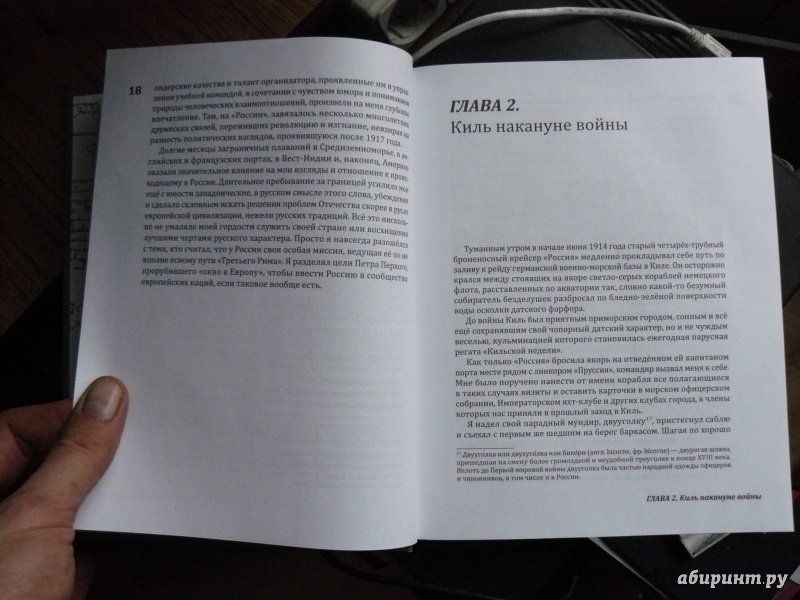 18
лидерские качества и талант организатора, проявленные им в управ-
лении учебной командой, в сочетании с чувством юмора и пониманием
природы человеческих взаимоотношений, произвели на меня глубокое
впечатление. Там, на «России», завязалось несколько многолетних
дружеских связей, переживших революцию и изгнание, невзирая на
разность политических взглядов, проявившуюся после 1917 года.
Долгие месяцы заграничных плаваний в Средиземноморье, в анг-
лийских и французских портах, в Вест-Индии и, наконец, Америке
оказали значительное влияние на мои взгляды и отношение к проис-
ходящему в России. Длительное пребывание за границей усилило мои
ещё с юности западнические, в русском смысле этого слова, убеждения
и сделало склонным искать решения проблем Отечества скорее в русле
европейской цивилизации, нежели русских традиций. Всё это нисколь-
ко не умаляло моей гордости служить своей стране или восхищения
лучшими чертами русского характера. Просто я навсегда разошёлся
с теми, кто считал, что у России своя особая миссия, ведущая её по не
вполне ясному пути «Третьего Рима». Я разделял цели Петра Первого,
прорубившего «окно в Европу», чтобы ввести Россию в сообщество
европейских наций, если таковое вообще есть.
ГЛАВА 2.
Киль накануне войны
Туманным утром в начале июня 1914 года старый четырёх-трубный
броненосный крейсер «Россия» медленно прокладывал себе путь по
заливу к рейду германской военно-морской базы в Киле. Он осторожно
крался между стоявших на якоре светло-серых кораблей немецкого
флота, расставленных по акватории так, словно какой-то безумный
собиратель безделушек разбросал по бледно-зелёной поверхности
воды осколки датского фарфора.
До войны Киль был приятным приморским городом, сонным и всё
ещё сохранявшим свой чопорный датский характер, но и не чуждым
веселью, кульминацией которого становилась ежегодная парусная
регата «Кильской недели».
Как только «Россия» бросила якорь на отведённом ей капитаном
порта месте рядом с линкором «Пруссия», командир вызвал меня к себе.
Мне было поручено нанести от имени корабля все полагающиеся
в таких случаях визиты и оставить карточки в морском офицерском
собрании, Императорском яхт-клубе и других клубах города, в члены
которых нас приняли в прошлый заход в Киль.
Я надел свой парадный мундир, двууголку¹⁷, пристегнул саблю
и съехал с первым же шедшим на берег баркасом. Шагая по хорошо
¹⁷ Двууголка или двухуголка или бикорн (англ. bicorne, фр. bicorne) — двурогая шляпа,
пришедшая на смену более громоздкой и неудобной треуголке в конце XVIII века.
Вплоть до Первой мировой войны двууголка была частью парадной одежды офицеров
и чиновников, в том числе и в России.
ГЛАВА 2. Киль накануне войны
абиринт.ру